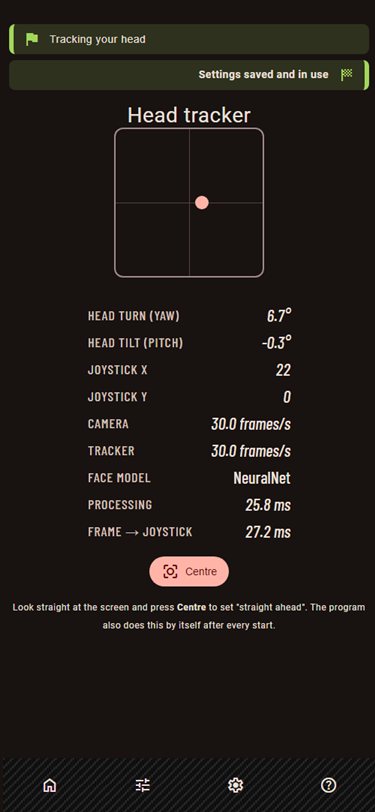 Tracking your head
Settings saved and in use
Head tracker
HEAD TURN (YAW) 6.7°
HEAD TILT (PITCH) -0.3°
JOYSTICK X 22
JOYSTICK Y 0
CAMERA 30.0 frames/s
TRACKER 30.0 frames/s
FACE MODEL NeuralNet
PROCESSING 25.8 ms
FRAME → JOYSTICK 27.2 ms
Centre
Look straight at the screen and press Centre to set "straight ahead". The program
also does this by itself after every start.